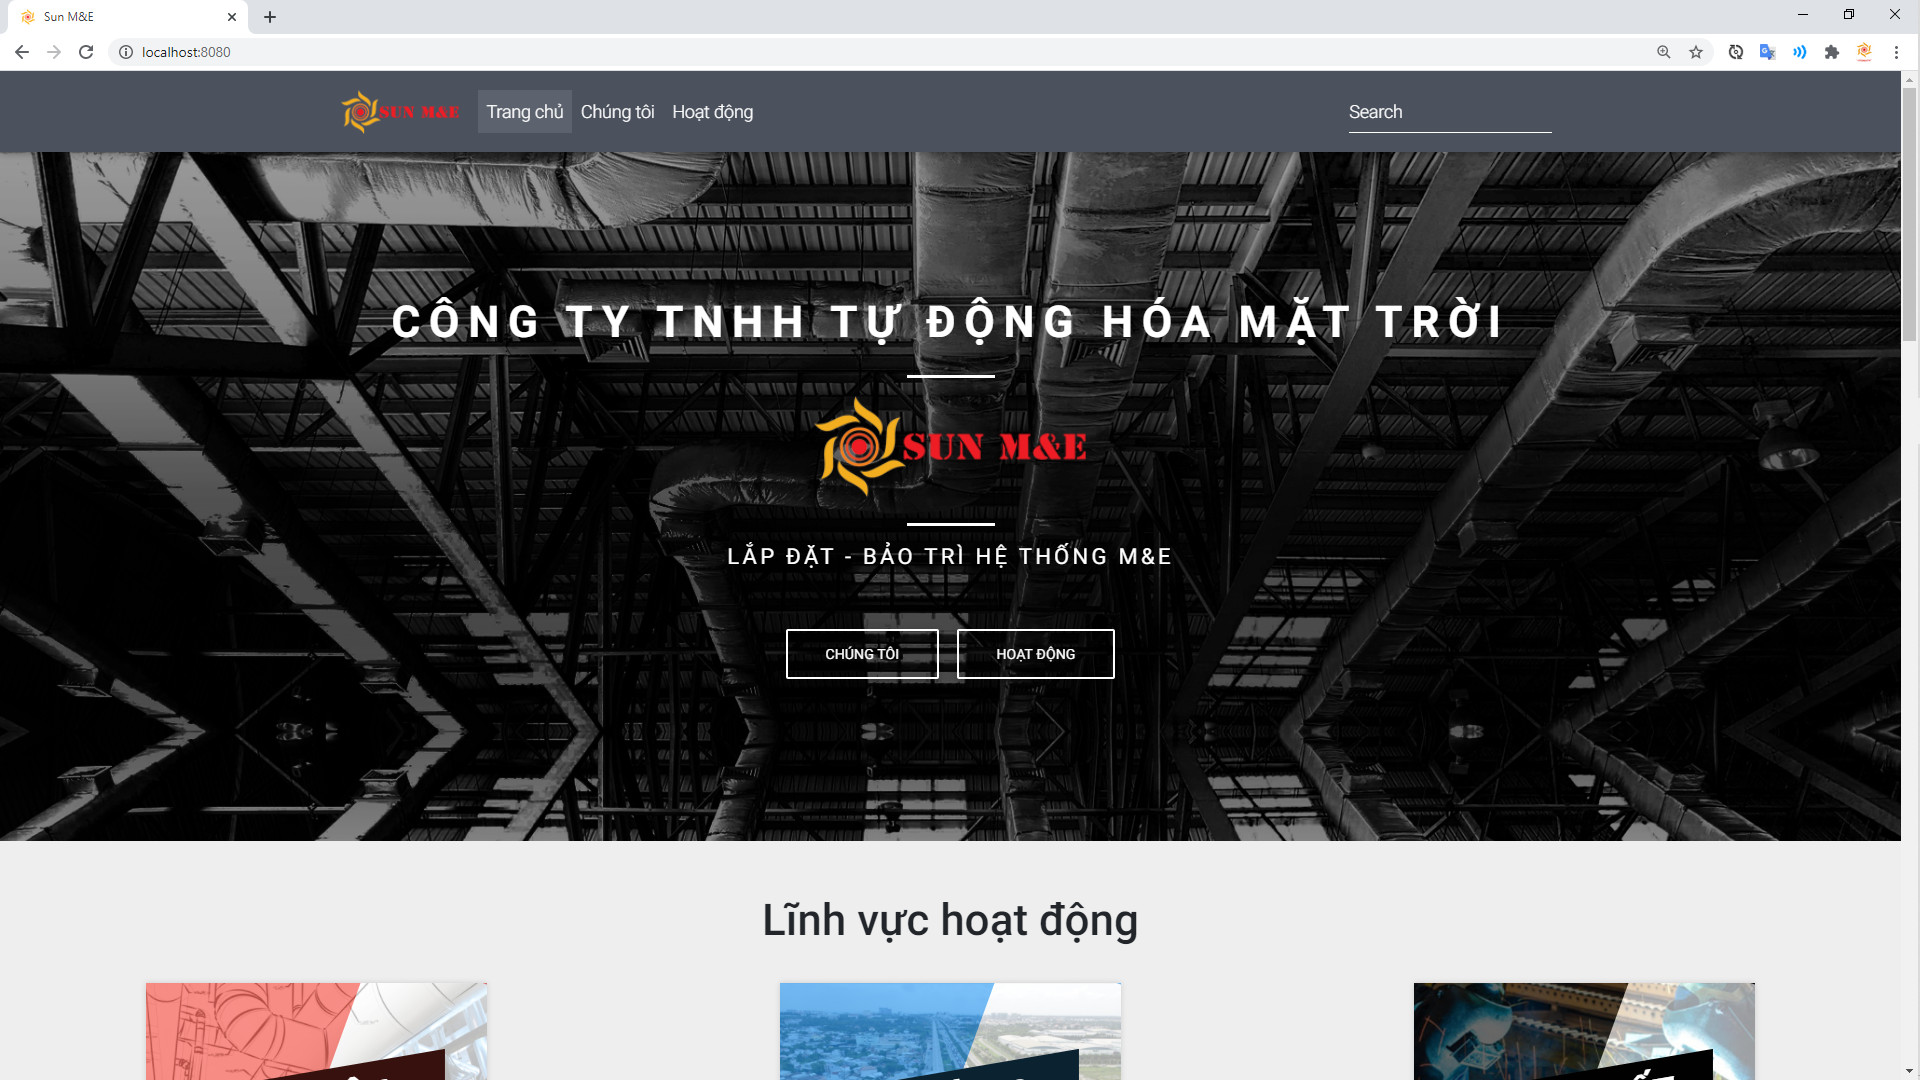 Sun M&E
localhost:8080
SUN M&E
Trang chủ
Chúng tôi
Hoạt động
Search
CÔNG TY TNHH TỰ ĐỘNG HÓA MẶT TRỜI
SUN M&E
LẮP ĐẶT - BẢO TRÌ HỆ THỐNG M&E
CHÚNG TÔI
HOẠT ĐỘNG
Lĩnh vực hoạt động